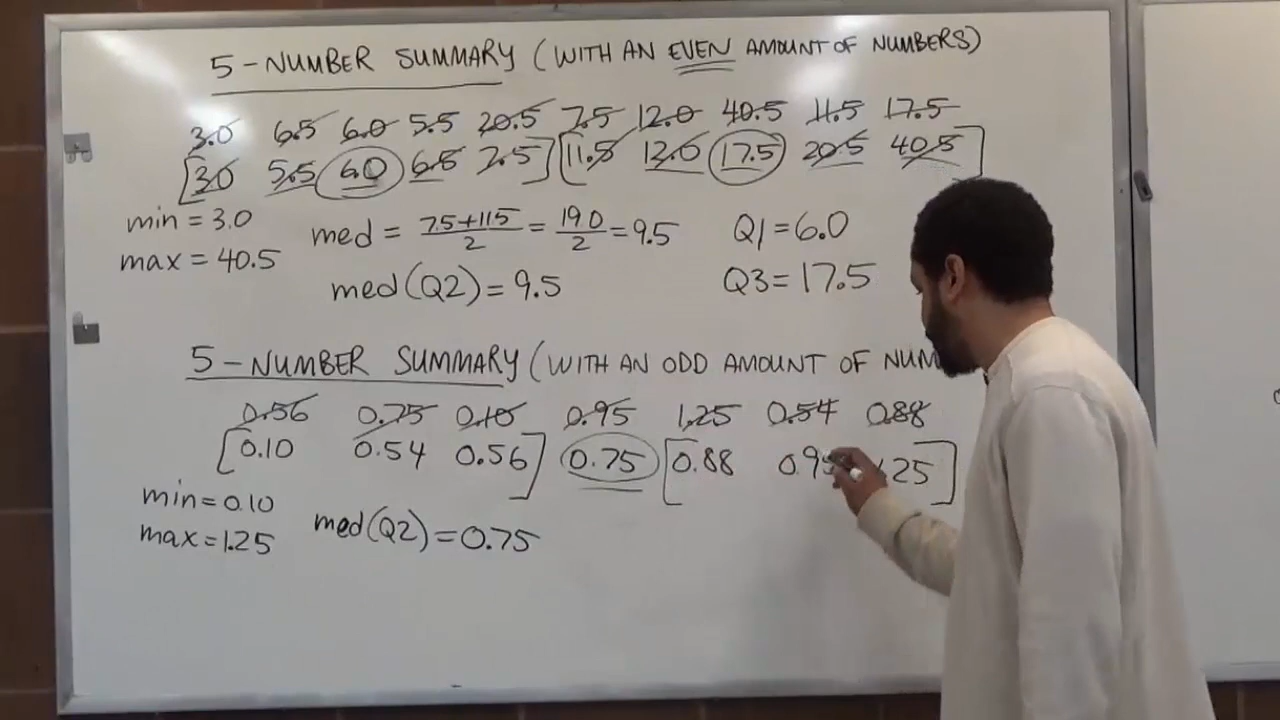 5-NUMBER SUMMARY (WITH AN EVEN AMOUNT OF NUMBERS)
3.0 6.5 6.0 5.5 20.5 7.5 12.0 40.5 11.5 17.5
[3.0 5.5 6.0 6.5 7.5] [11.5 12.0 17.5 20.5 40.5]
min = 3.0
max = 40.5
med = 7.5+11.5/2 = 19.0/2 = 9.5
med(Q2) = 9.5
Q1 = 6.0
Q3 = 17.5
5-NUMBER SUMMARY (WITH AN ODD AMOUNT OF NUM
0.56 0.75 0.10 0.95 1.25 0.54 0.88
[0.10 0.54 0.56] 0.75 [0.88 0.95 1.25]
min = 0.10
max = 1.25
med(Q2) = 0.75